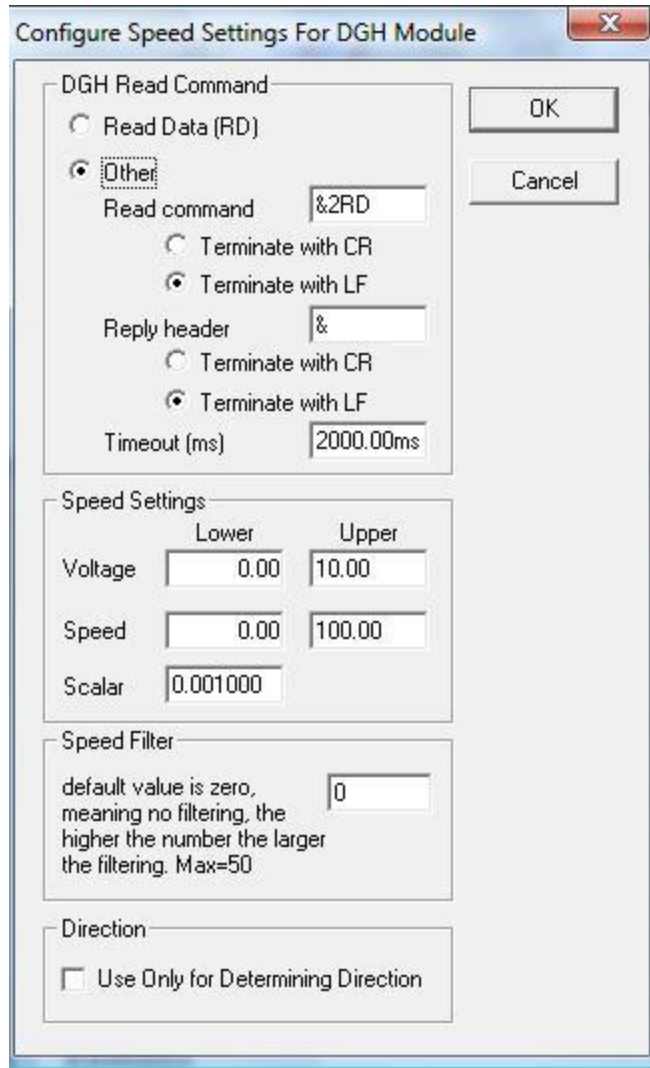 Configure Speed Settings For DGH Module
DGH Read Command
OK
Read Data (RD)
Other
Cancel
Read command &2RD
Terminate with CR
Terminate with LF
Reply header &
Terminate with CR
Terminate with LF
Timeout (ms) 2000.00ms
Speed Settings
Lower Upper
Voltage 0.00 10.00
Speed 0.00 100.00
Scalar 0.001000
Speed Filter
default value is zero, 0
meaning no filtering, the
higher the number the larger
the filtering. Max=50
Direction
Use Only for Determining Direction